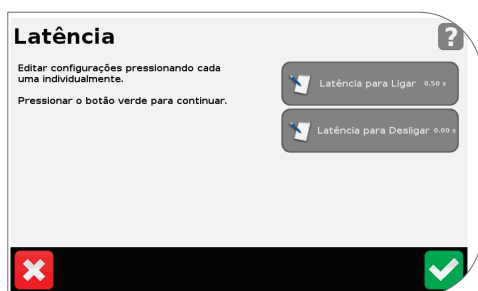 Latência
?
Editar configurações pressionando cada
uma individualmente.
Pressionar o botão verde para continuar.
Latência para Ligar 0.50 s
Latência para Desligar 0.00 s